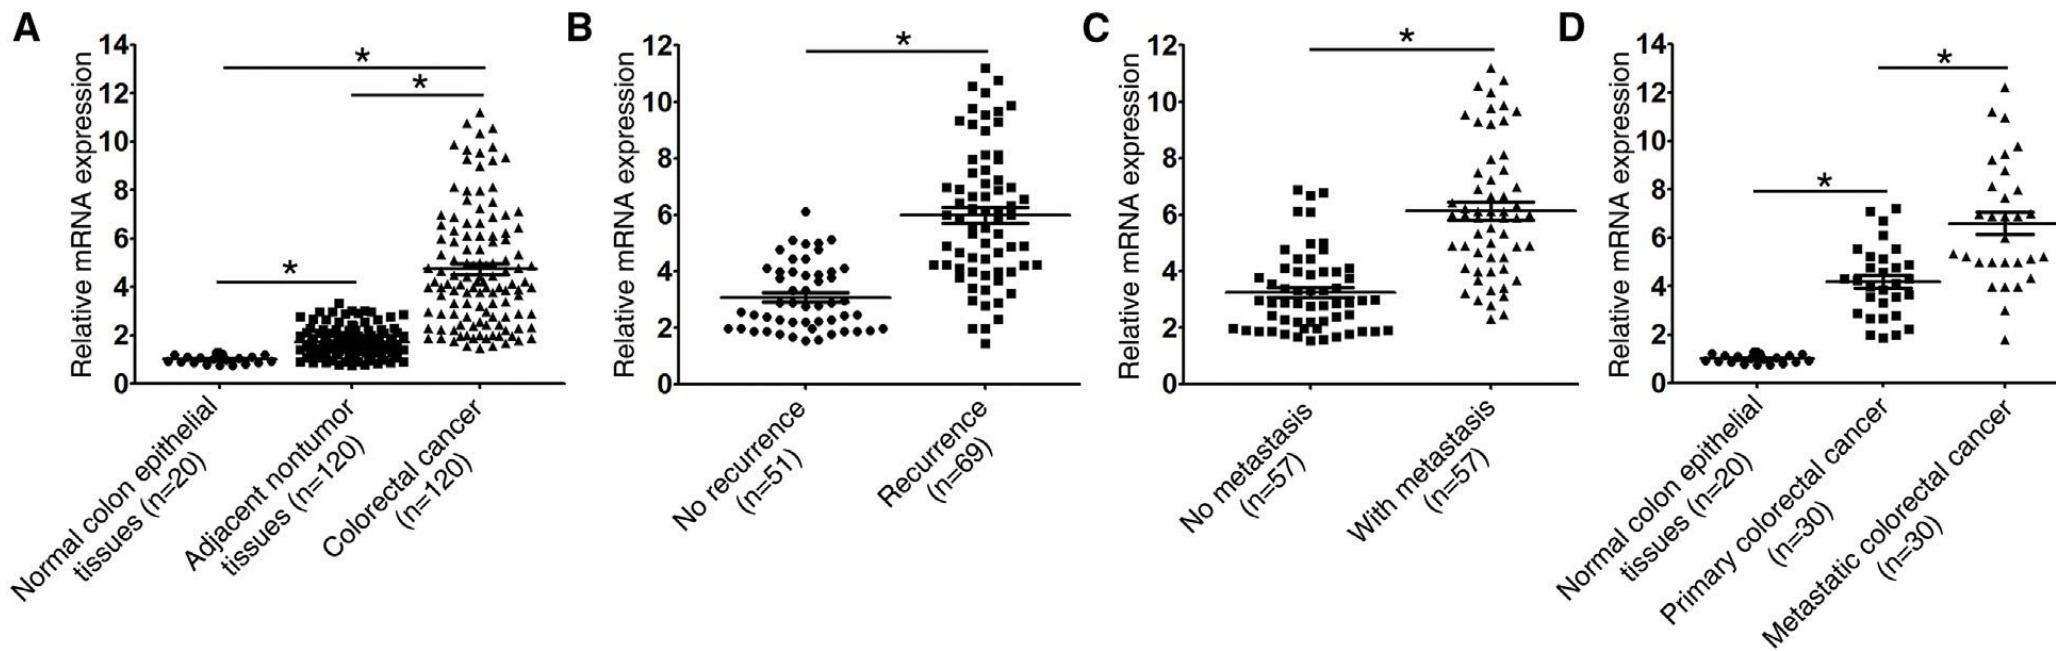 A
Relative mRNA expression
14
12
10
8
6
4
2
0
*
*
*
Normal colon epithelial
tissues (n=20)
Adjacent nontumor
tissues (n=120)
Colorectal cancer
(n=120)
B
Relative mRNA expression
12
10
8
6
4
2
0
*
No recurrence
(n=51)
Recurrence
(n=69)
C
Relative mRNA expression
12
10
8
6
4
2
0
*
No metastasis
(n=57)
With metastasis
(n=57)
D
Relative mRNA expression
14
12
10
8
6
4
2
0
*
*
Normal colon epithelial
tissues (n=20)
Primary colorectal cancer
(n=30)
Metastatic colorectal cancer
(n=30)